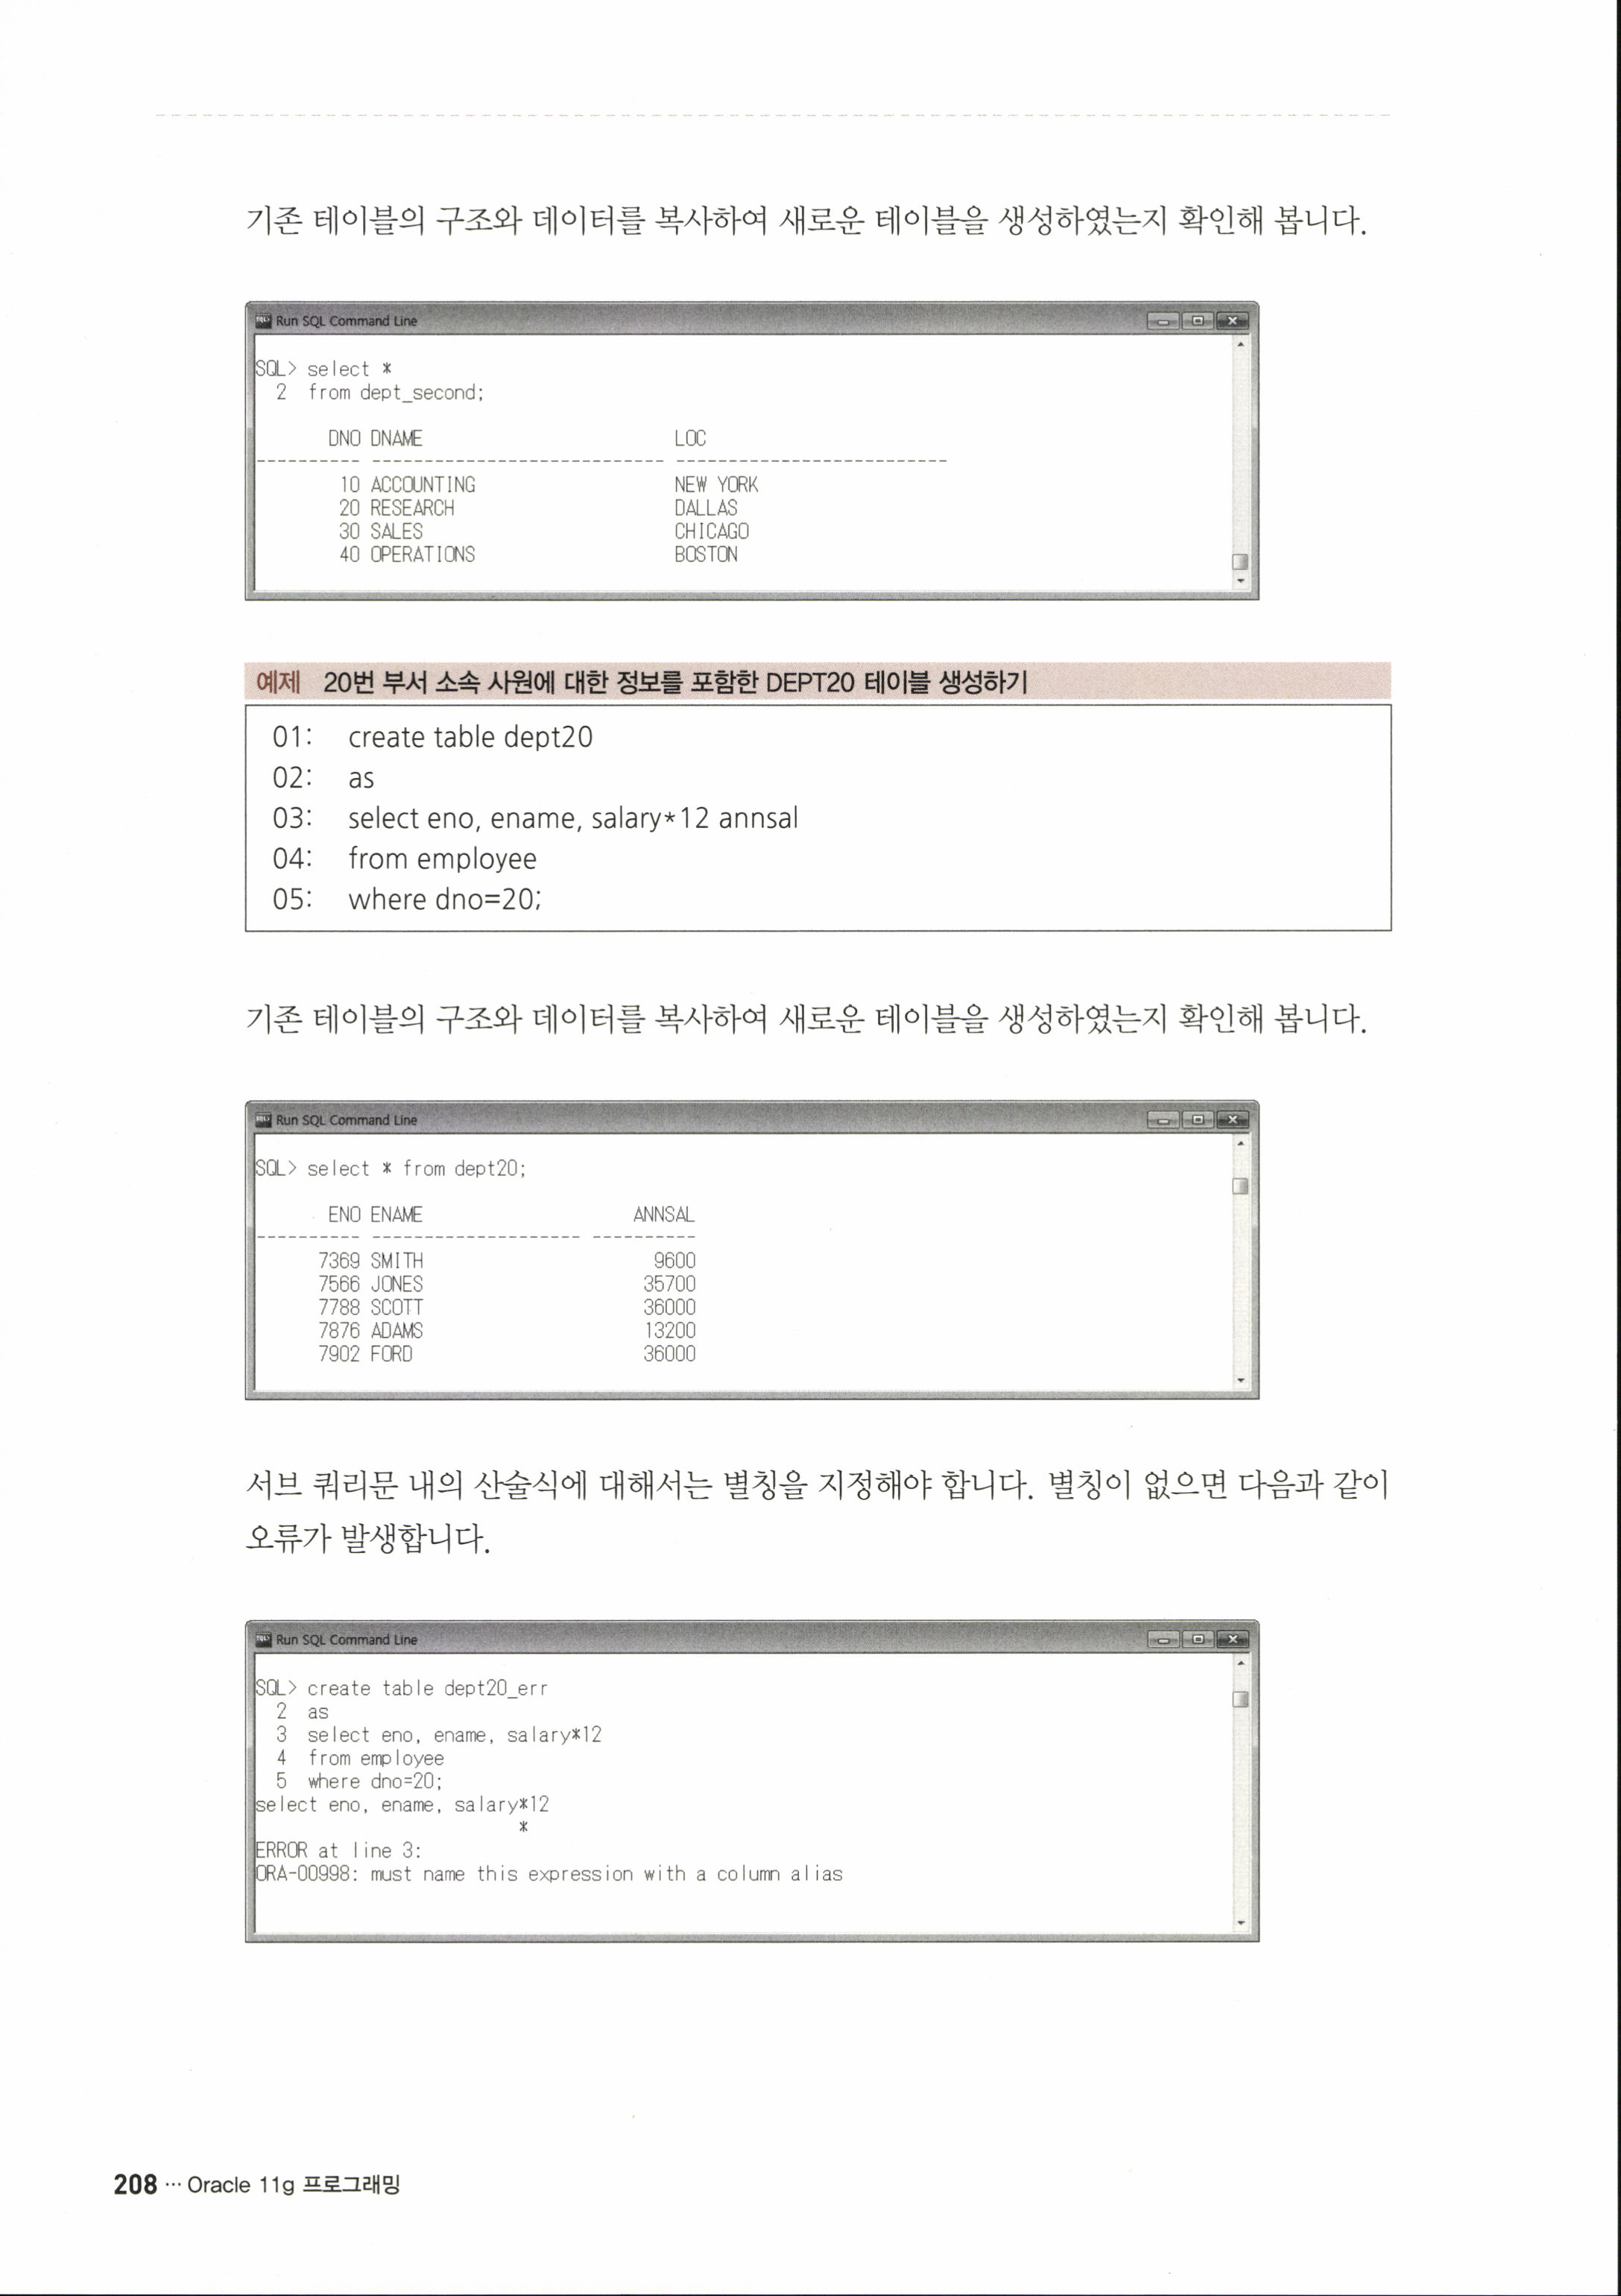 기존 테이블의 구조와 데이터를 복사하여 새로운 테이블을 생성하였는지 확인해 봅니다.
Run SQL Command Line
SQL> select *
  2  from dept_second;
       DNO DNAME                        LOC
---------- ---------------------------- --------------------------
        10 ACCOUNTING                   NEW YORK
        20 RESEARCH                     DALLAS
        30 SALES                        CHICAGO
        40 OPERATIONS                   BOSTON
예제 20번 부서 소속 사원에 대한 정보를 포함한 DEPT20 테이블 생성하기
01: create table dept20
02: as
03: select eno, ename, salary*12 annsal
04: from employee
05: where dno=20;
기존 테이블의 구조와 데이터를 복사하여 새로운 테이블을 생성하였는지 확인해 봅니다.
Run SQL Command Line
SQL> select * from dept20;
       ENO ENAME                    ANNSAL
---------- -------------------- ----------
      7369 SMITH                      9600
      7566 JONES                     35700
      7788 SCOTT                     36000
      7876 ADAMS                     13200
      7902 FORD                      36000
서브 쿼리문 내의 산술식에 대해서는 별칭을 지정해야 합니다. 별칭이 없으면 다음과 같이
오류가 발생합니다.
Run SQL Command Line
SQL> create table dept20_err
  2  as
  3  select eno, ename, salary*12
  4  from employee
  5  where dno=20;
select eno, ename, salary*12
                         *
ERROR at line 3:
ORA-00998: must name this expression with a column alias
208 ··· Oracle 11g 프로그래밍